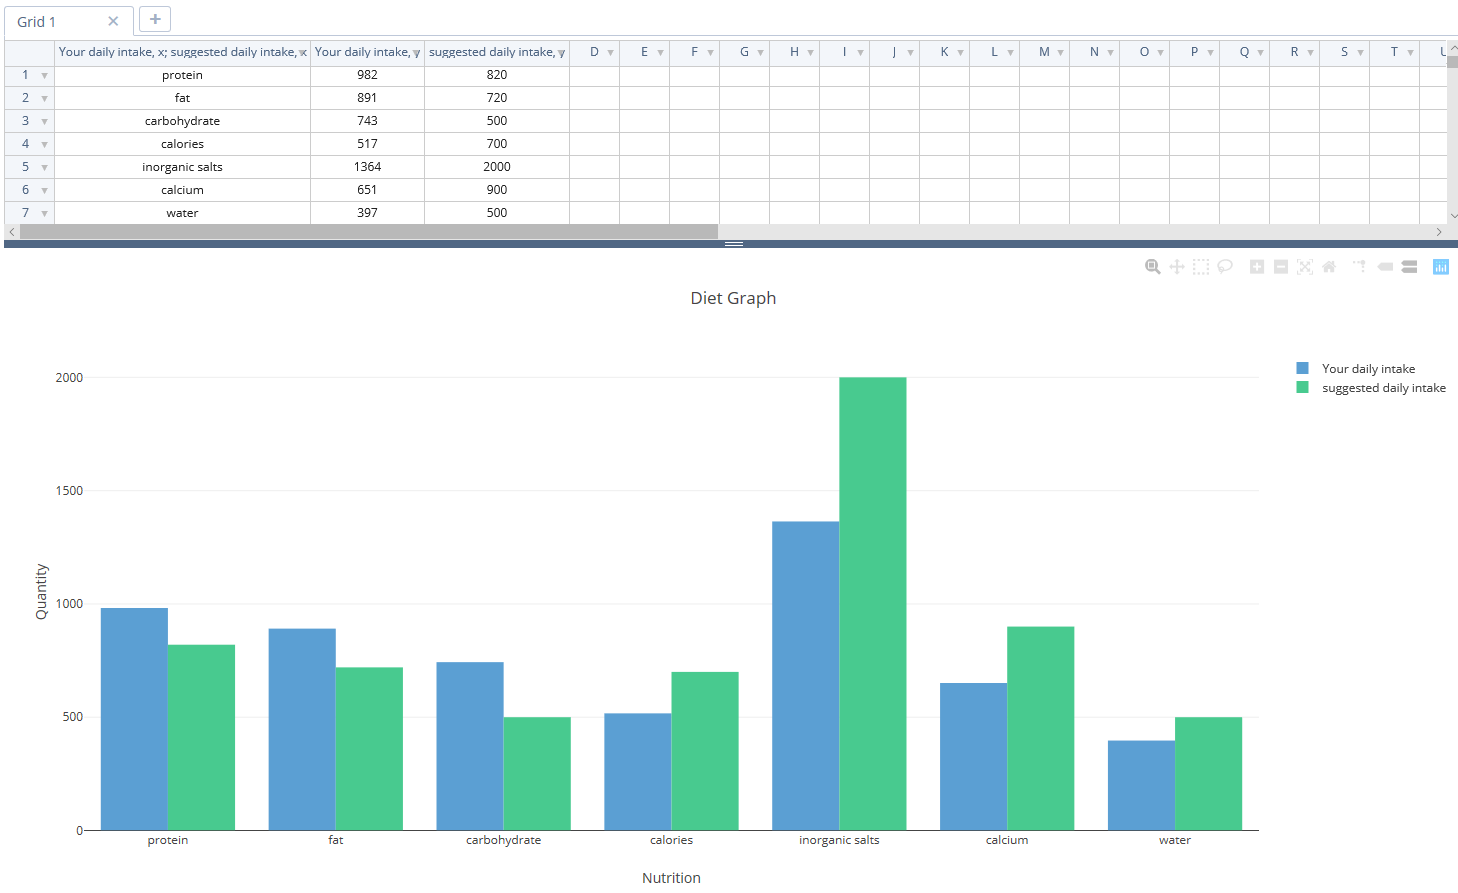 Grid 1 ×
+
Your daily intake, x; suggested daily intake, x Your daily intake, y suggested daily intake, y D E F G H I J K L M N O P Q R S T U
1 protein 982 820
2 fat 891 720
3 carbohydrate 743 500
4 calories 517 700
5 inorganic salts 1364 2000
6 calcium 651 900
7 water 397 500
Diet Graph
Your daily intake
suggested daily intake
2000
1500
1000
500
0
Quantity
protein fat carbohydrate calories inorganic salts calcium water
Nutrition